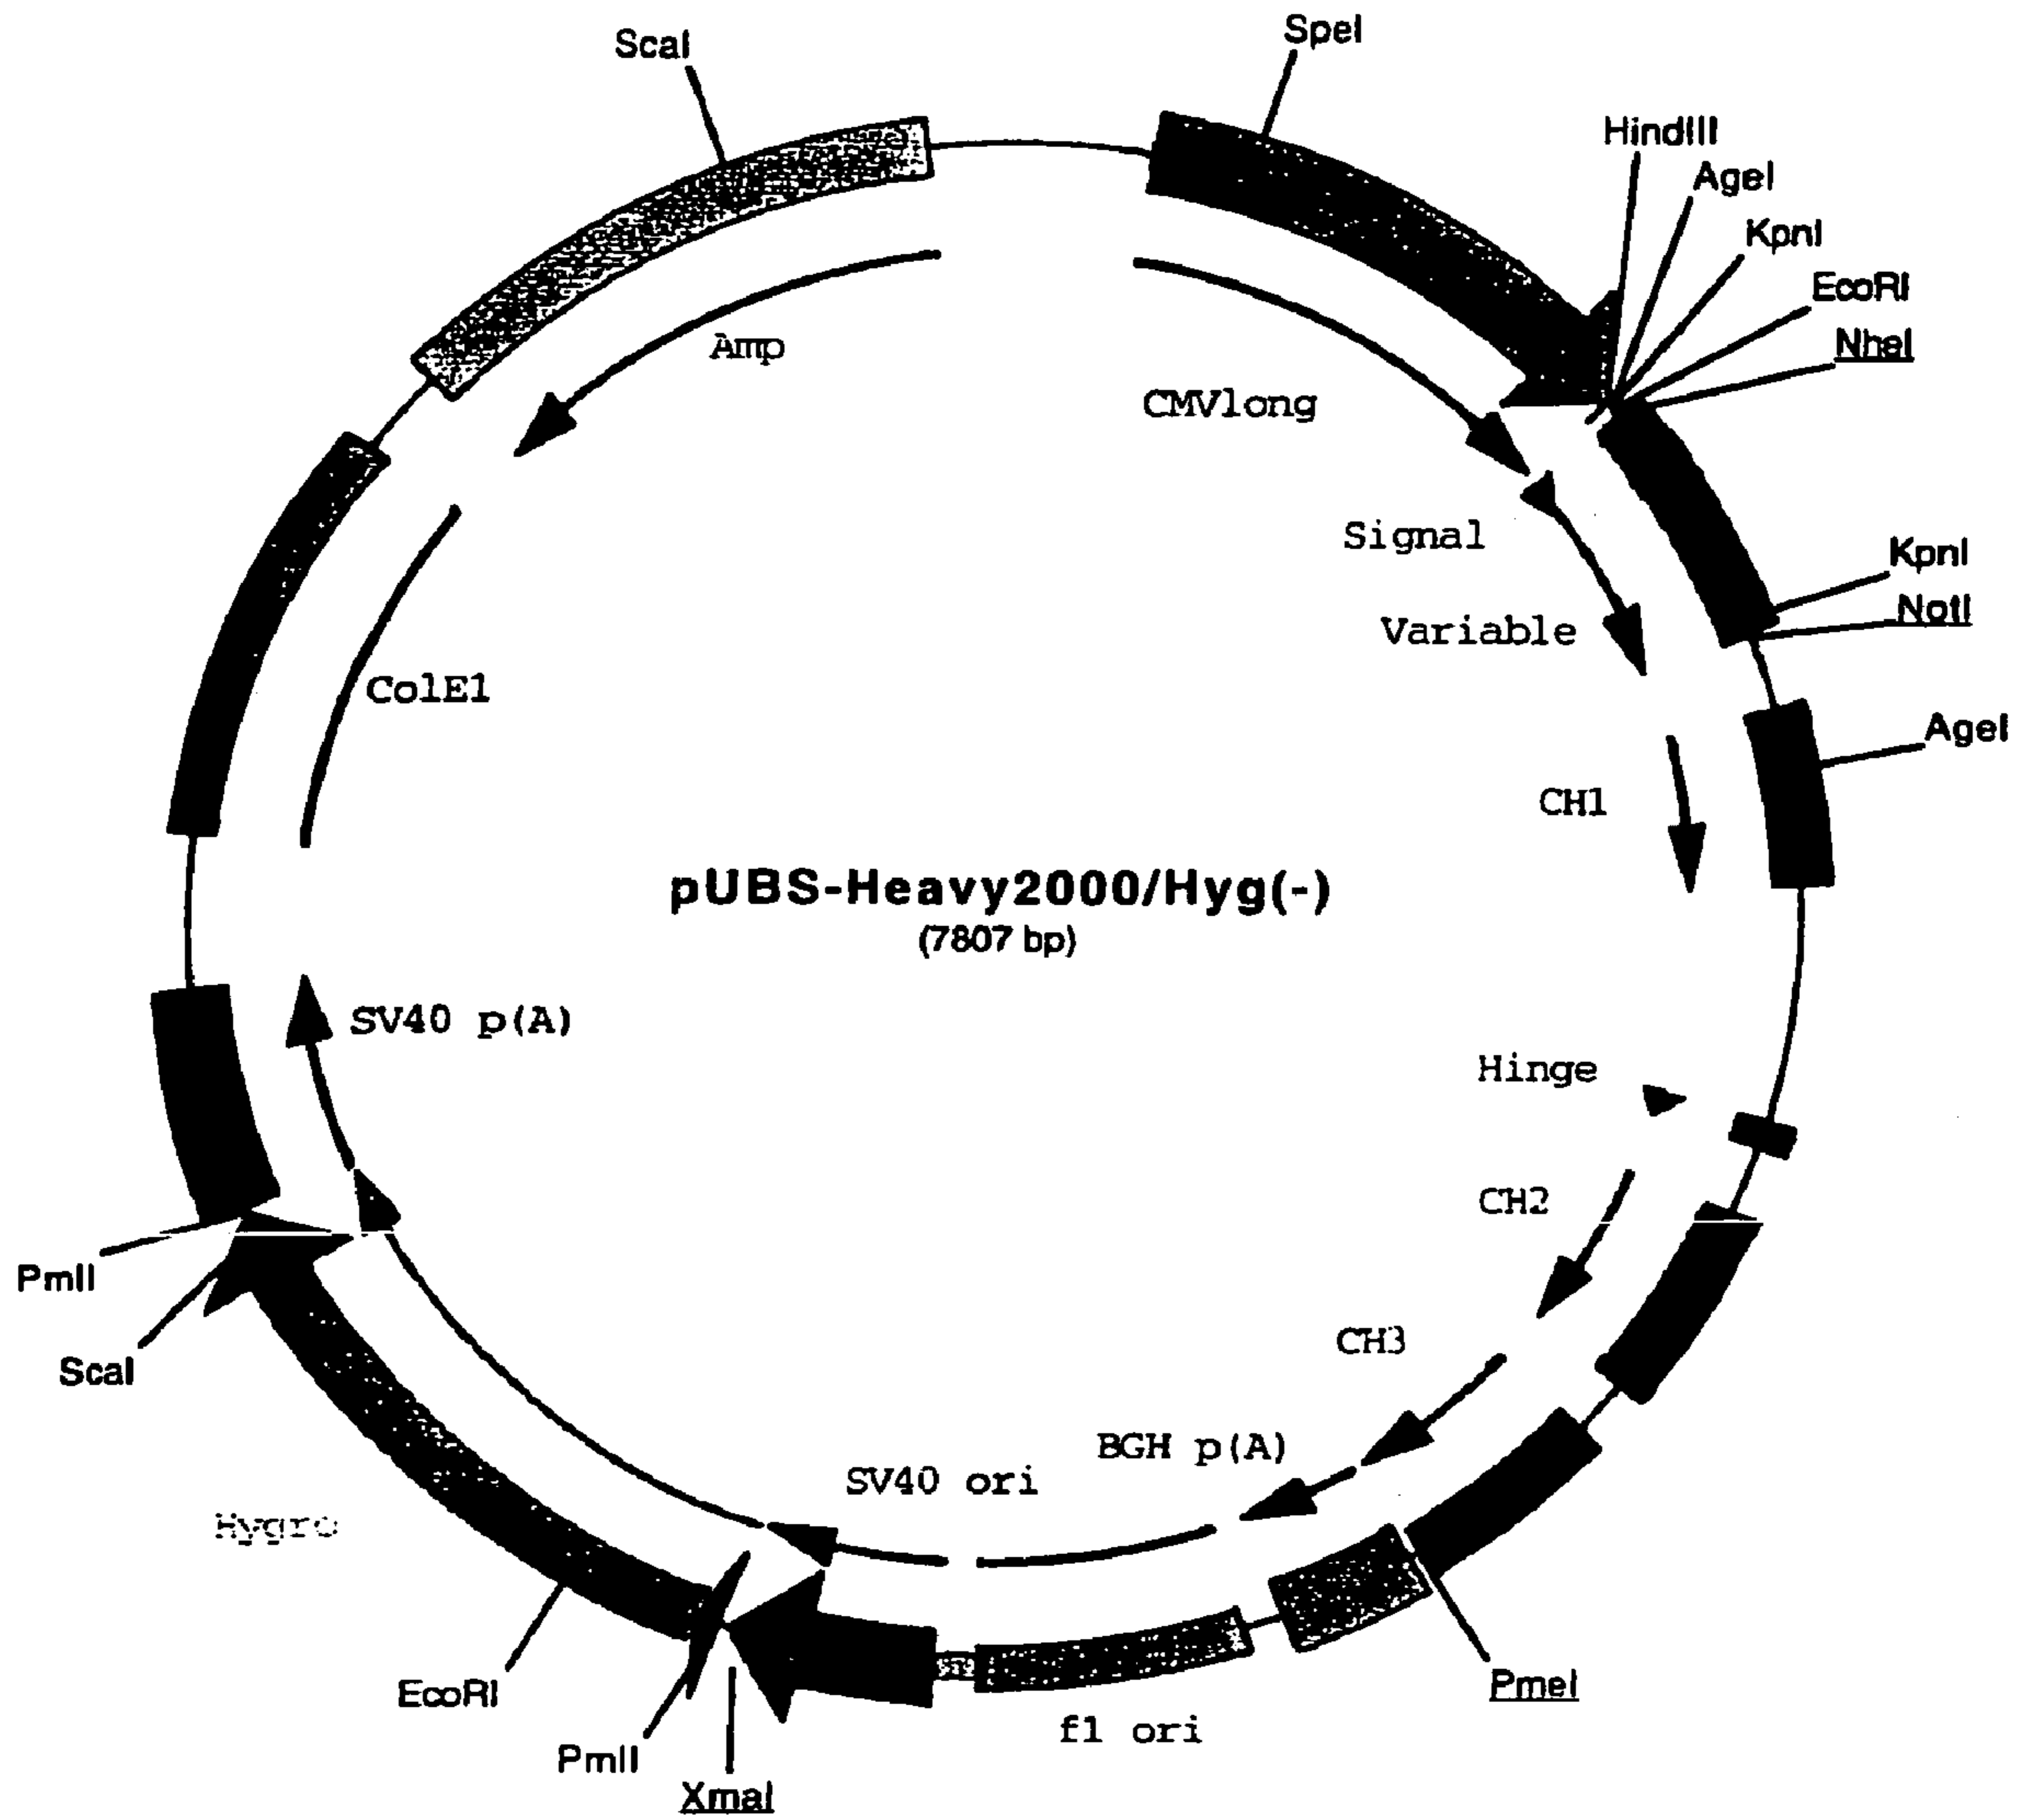 ScaI
SpeI
HindIII
AgeI
KpnI
EcoRI
NheI
Amp
CMVlong
Signal
KpnI
NotI
Variable
ColE1
AgeI
CH1
pUBS-Heavy2000/Hyg(-)
(7807 bp)
SV40 p(A)
Hinge
CH2
PmlI
CH3
ScaI
BGH p(A)
SV40 ori
Hygro
EcoRI
PmeI
f1 ori
PmlI
XmaI